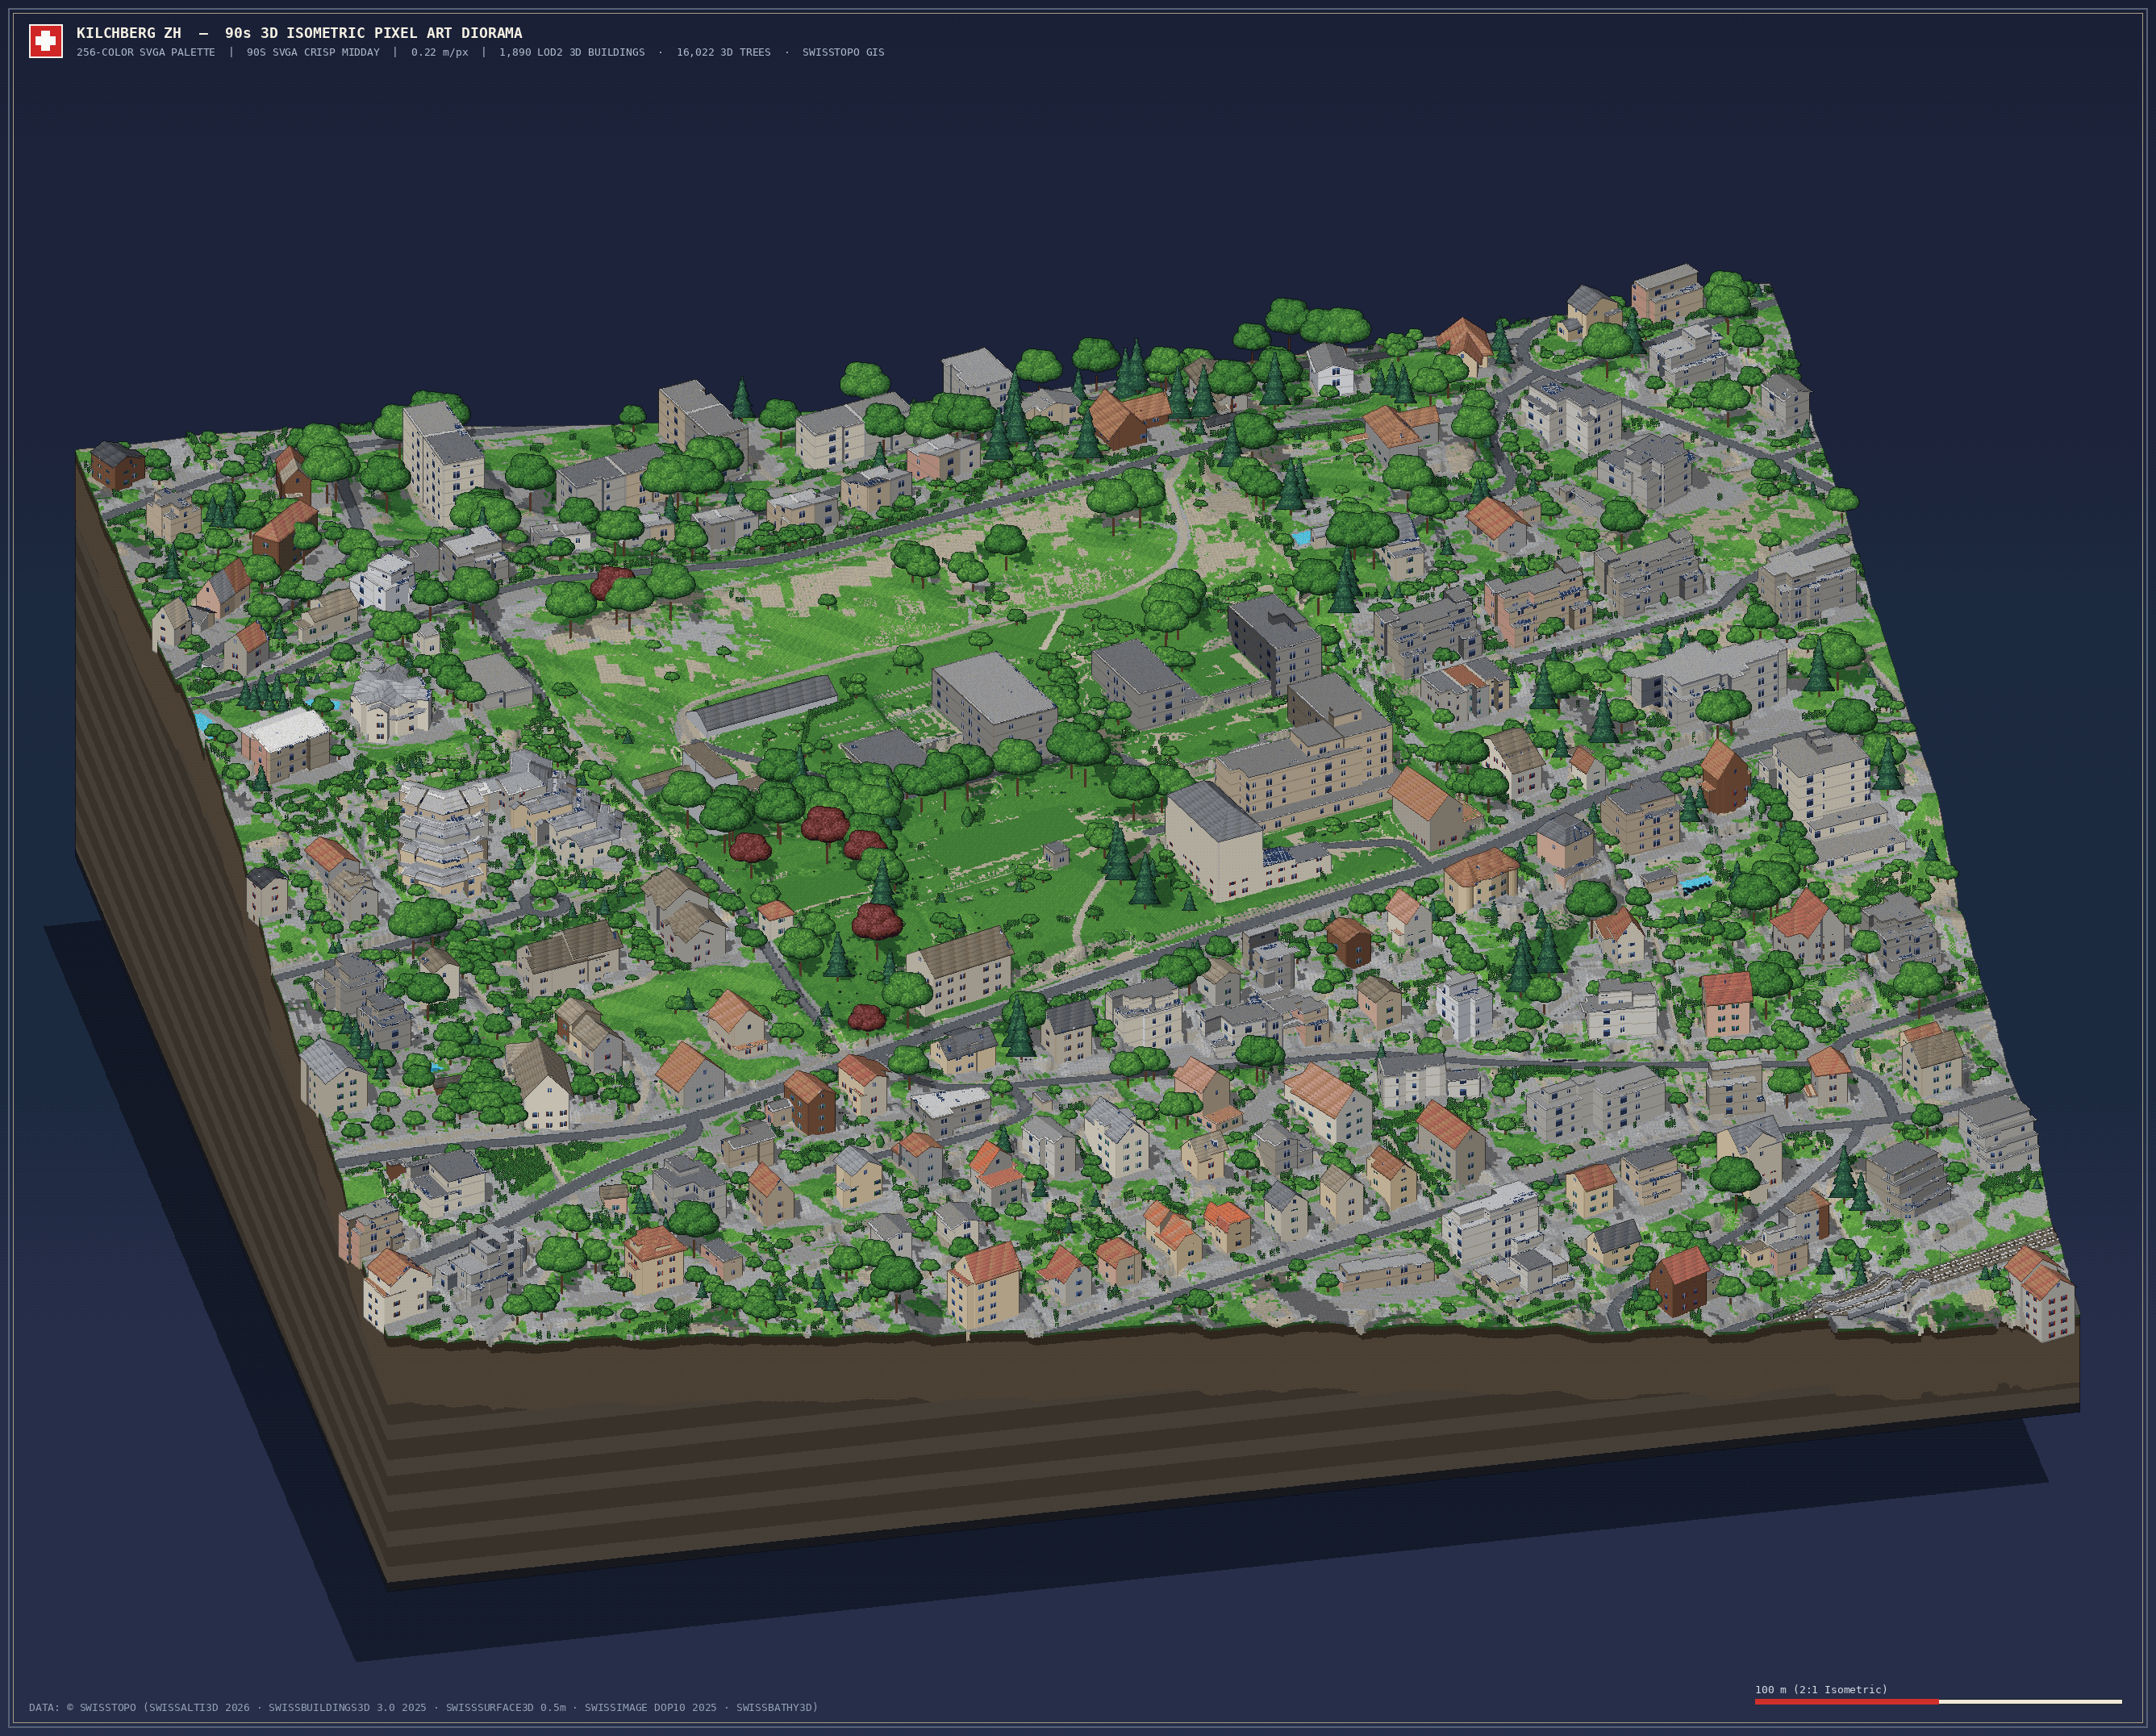 KILCHBERG ZH — 90s 3D ISOMETRIC PIXEL ART DIORAMA
256-COLOR SVGA PALETTE | 90S SVGA CRISP MIDDAY | 0.22 m/px | 1,890 LOD2 3D BUILDINGS · 16,022 3D TREES · SWISSTOPO GIS
100 m (2:1 Isometric)
DATA: © SWISSTOPO (SWISSALTI3D 2026 · SWISSBUILDINGS3D 3.0 2025 · SWISSSURFACE3D 0.5m · SWISSIMAGE DOP10 2025 · SWISSBATHY3D)